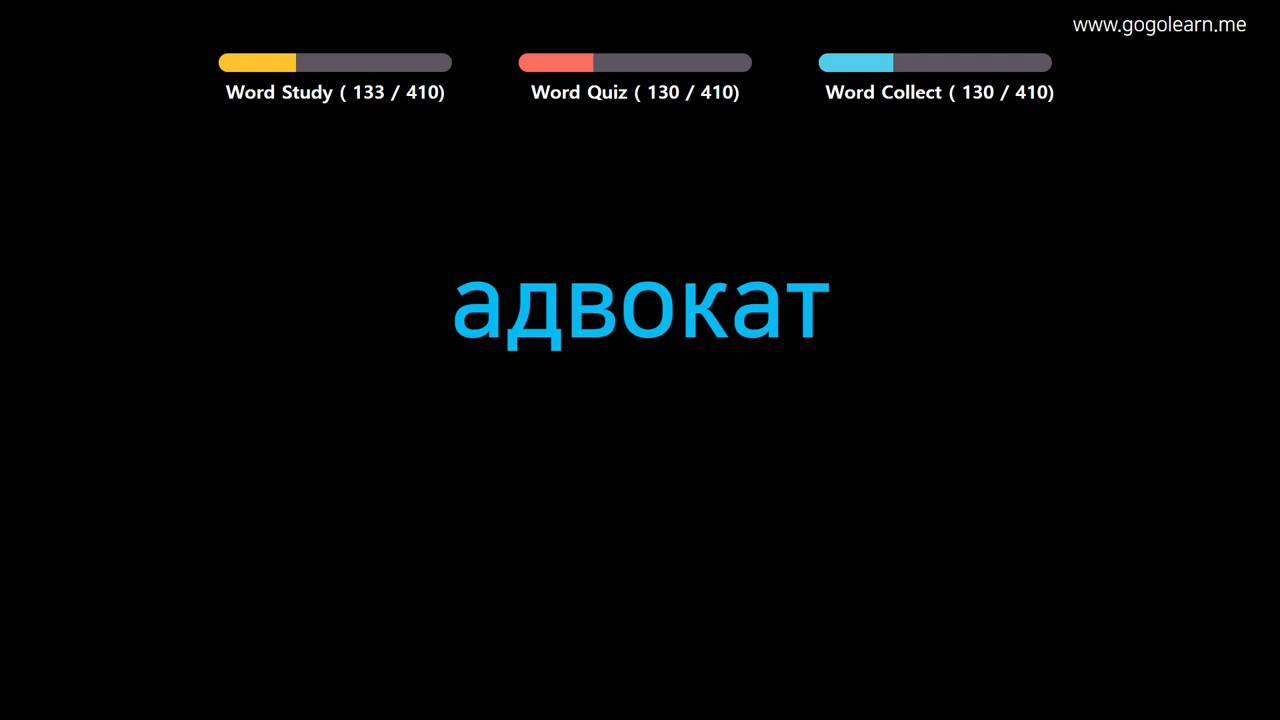 www.gogolearn.me
Word Study ( 133 / 410)
Word Quiz ( 130 / 410)
Word Collect ( 130 / 410)
адвокат